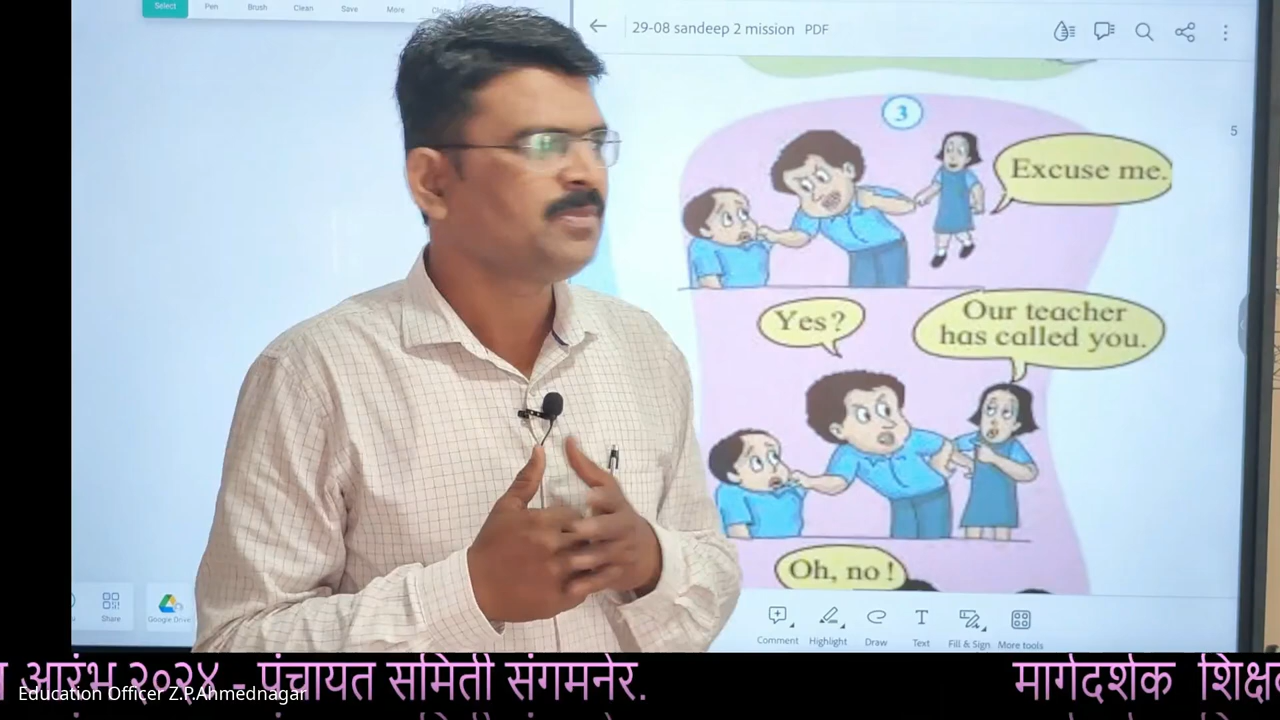 Select Pen Brush Clean Save More
29-08 sandeep 2 mission PDF
5
3
Excuse me.
Yes?
Our teacher
has called you.
Oh, no!
Share Google Drive
Comment Highlight Draw Text Fill & Sign More tools
आरंभ २०२४ - पंचायत समिती संगमनेर. मार्गदर्शक
Education Officer Z.P.Ahmednagar